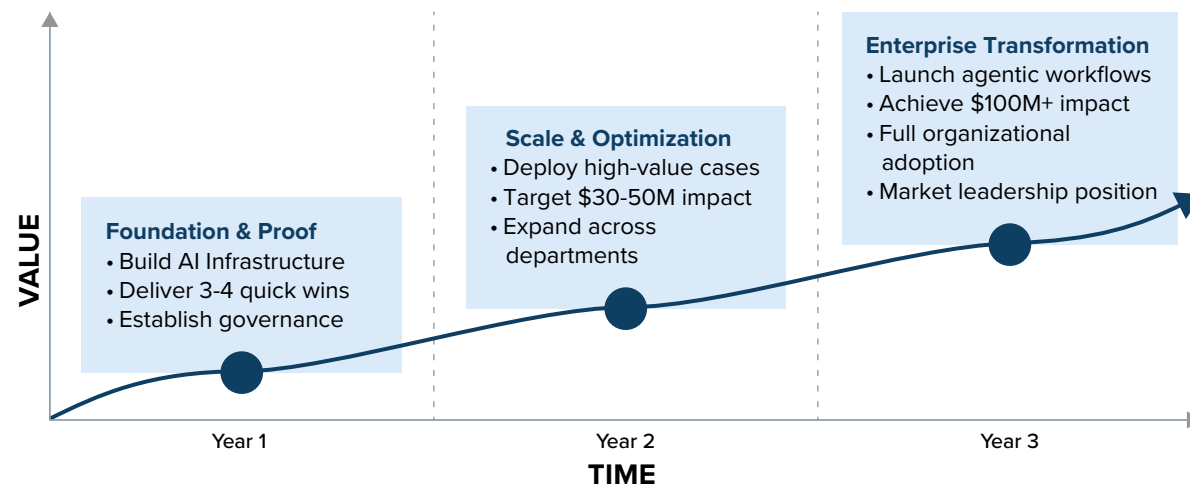 VALUE
Foundation & Proof
• Build AI Infrastructure
• Deliver 3-4 quick wins
• Establish governance
Scale & Optimization
• Deploy high-value cases
• Target $30-50M impact
• Expand across
departments
Enterprise Transformation
• Launch agentic workflows
• Achieve $100M+ impact
• Full organizational
adoption
• Market leadership position
Year 1
Year 2
Year 3
TIME